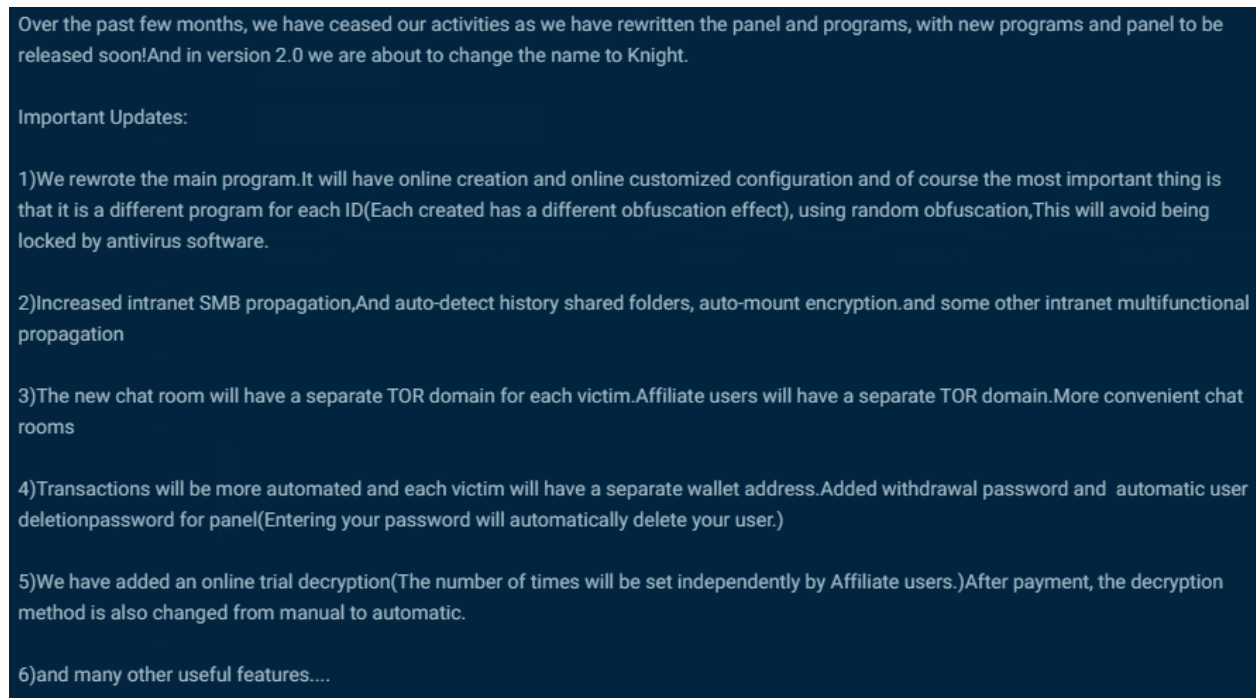 Over the past few months, we have ceased our activities as we have rewritten the panel and programs, with new programs and panel to be
released soon!And in version 2.0 we are about to change the name to Knight.
Important Updates:
1)We rewrote the main program.It will have online creation and online customized configuration and of course the most important thing is
that it is a different program for each ID(Each created has a different obfuscation effect), using random obfuscation,This will avoid being
locked by antivirus software.
2)Increased intranet SMB propagation,And auto-detect history shared folders, auto-mount encryption.and some other intranet multifunctional
propagation
3)The new chat room will have a separate TOR domain for each victim.Affiliate users will have a separate TOR domain.More convenient chat
rooms
4)Transactions will be more automated and each victim will have a separate wallet address.Added withdrawal password and  automatic user
deletionpassword for panel(Entering your password will automatically delete your user.)
5)We have added an online trial decryption(The number of times will be set independently by Affiliate users.)After payment, the decryption
method is also changed from manual to automatic.
6)and many other useful features....